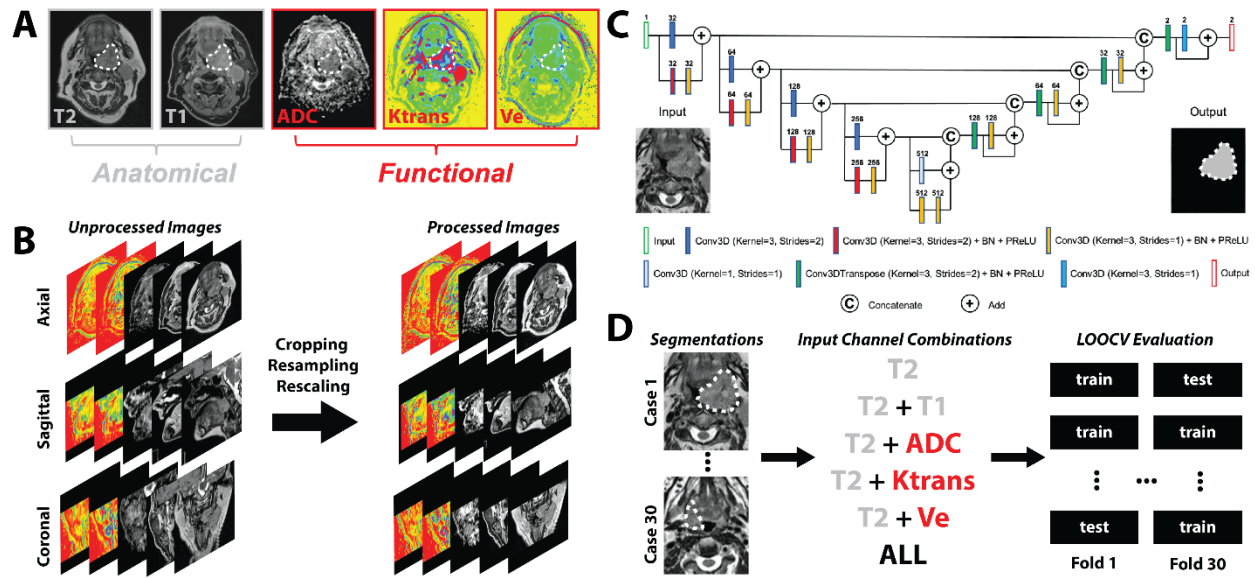 A
T2
T1
ADC
Ktrans
Ve
Anatomical
Functional
B
Unprocessed Images
Processed Images
Axial
Sagittal
Coronal
Cropping
Resampling
Rescaling
C
1
32
32
32
64
64
64
128
128
128
256
256
256
512
512
512
128
128
64
64
32
32
2
2
2
C
C
C
C
+
+
+
+
+
+
+
+
+
Input
Output
Input
Conv3D (Kernel=3, Strides=2)
Conv3D (Kernel=3, Strides=2) + BN + PReLU
Conv3D (Kernel=3, Strides=1) + BN + PReLU
Conv3D (Kernel=1, Strides=1)
Conv3DTranspose (Kernel=3, Strides=2) + BN + PReLU
Conv3D (Kernel=3, Strides=1)
Output
C Concatenate
+ Add
D
Segmentations
Input Channel Combinations
LOOCV Evaluation
Case 1
Case 30
T2
T2 + T1
T2 + ADC
T2 + Ktrans
T2 + Ve
ALL
train
test
train
train
test
train
Fold 1
Fold 30